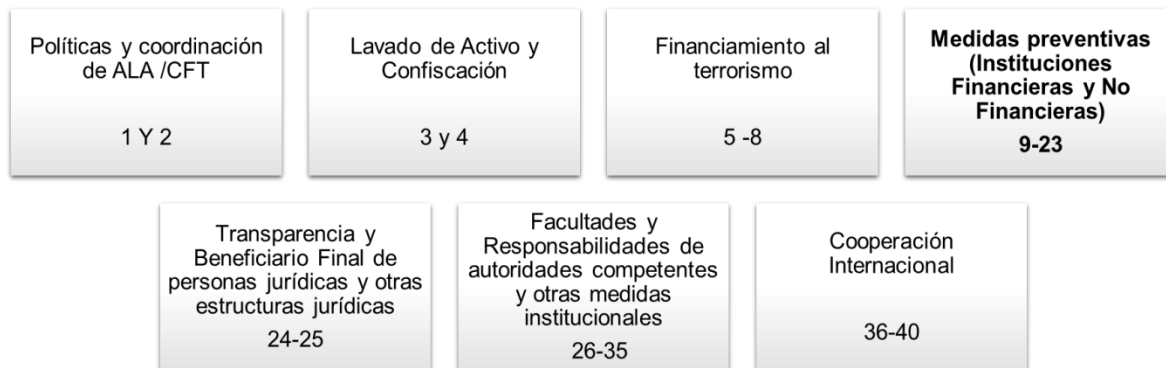 Políticas y coordinación
de ALA /CFT
1 Y 2
Lavado de Activo y
Confiscación
3 y 4
Financiamiento al
terrorismo
5 -8
Medidas preventivas
(Instituciones
Financieras y No
Financieras)
9-23
Transparencia y
Beneficiario Final de
personas jurídicas y otras
estructuras jurídicas
24-25
Facultades y
Responsabilidades de
autoridades competentes
y otras medidas
institucionales
26-35
Cooperación
Internacional
36-40